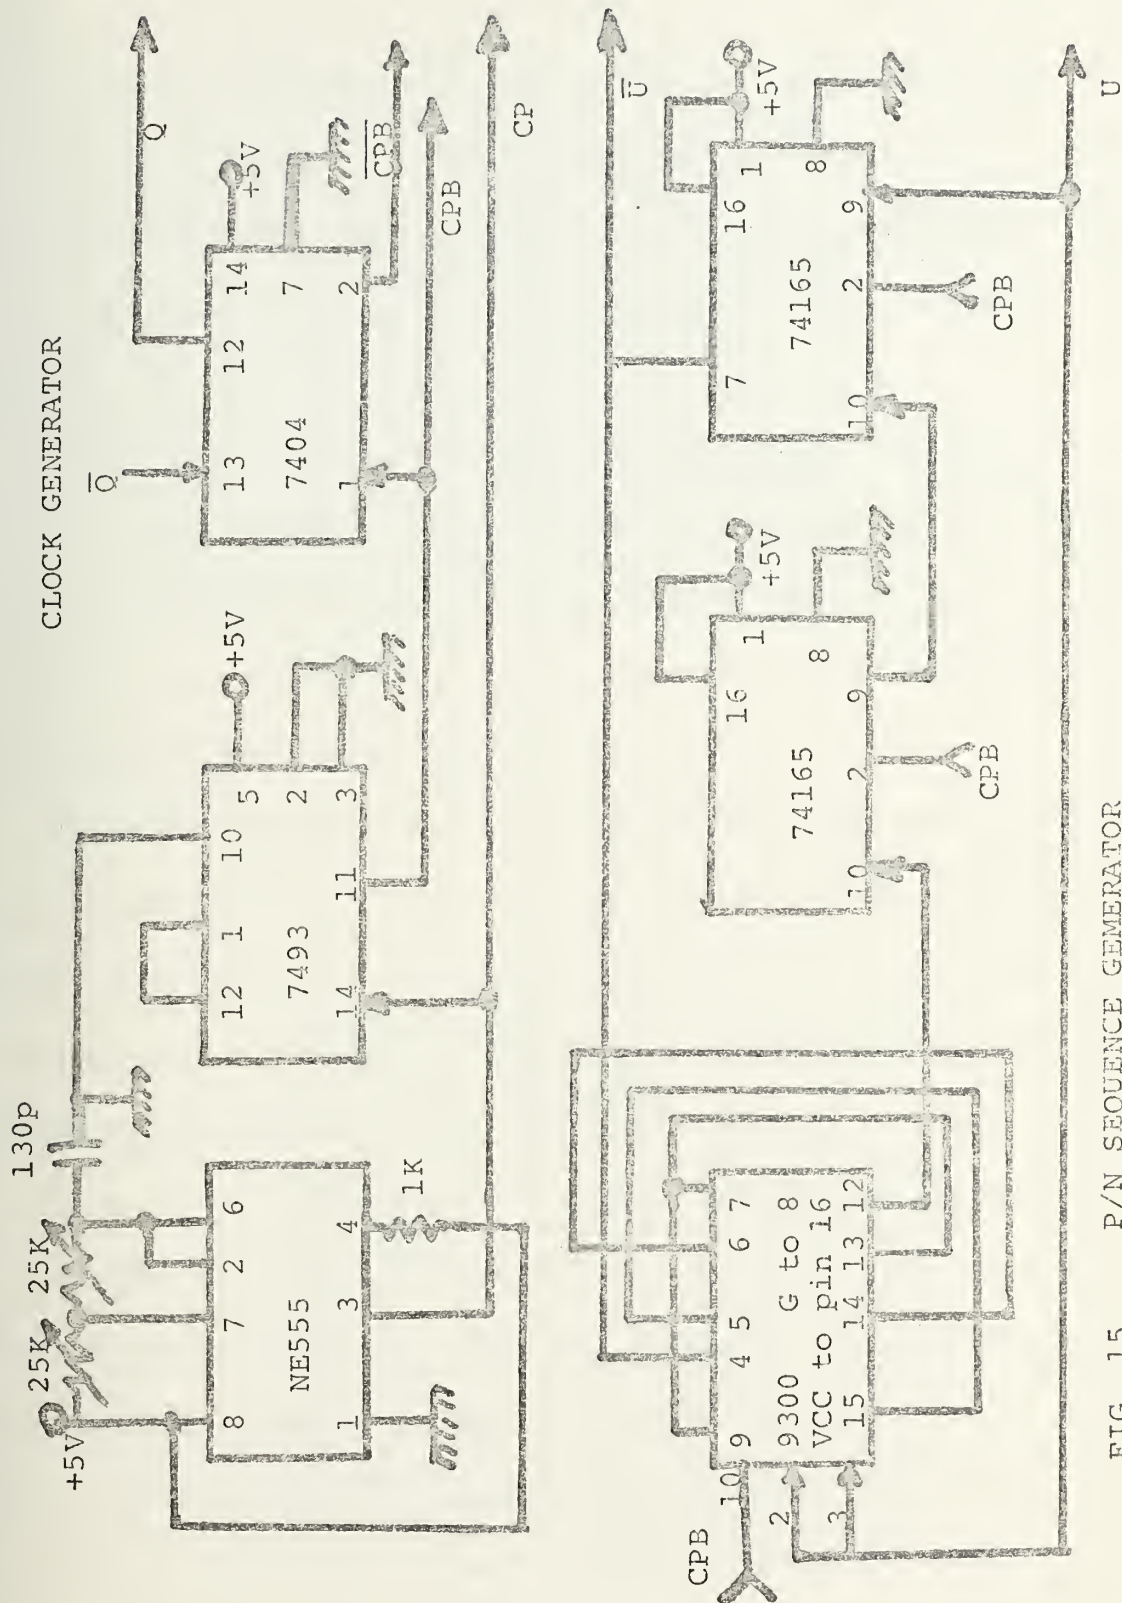 CLOCK GENERATOR
+5V
25K
25K
130p
8
7
2
6
NE555
1
3
4
1K
12
1
10
7493
5
+5V
2
3
14
11
Q̅
Q
13
12
14
+5V
7404
7
1
2
C̅P̅B̅
CPB
CP
CPB
10
9
4
5
6
7
2
9300 G to 8
3
VCC to pin 16
15
14
13
12
16
1
+5V
74165
8
10
2
9
CPB
U̅
7
16
1
+5V
74165
8
10
2
9
CPB
U
FIG 15 P/N SEQUENCE GEMERATOR